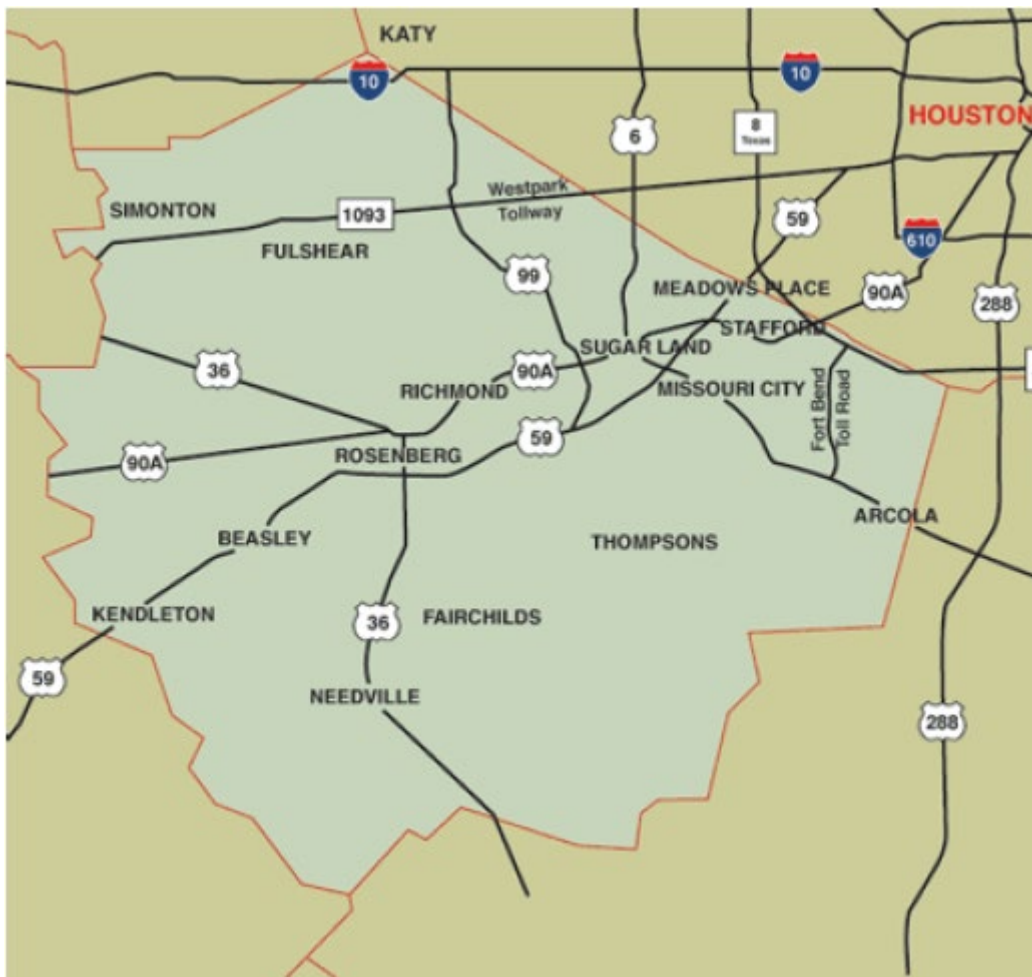 KATY
10
10
HOUSTON
6
8
Texas
Westpark
Tollway
SIMONTON
1093
59
FULSHEAR
610
99
MEADOWS PLACE
90A
288
STAFFORD
SUGAR LAND
36
90A
RICHMOND
MISSOURI CITY
Fort Bend
Toll Road
59
ROSENBERG
90A
ARCOLA
BEASLEY
THOMPSONS
KENDLETON
36
FAIRCHILDS
59
NEEDVILLE
288